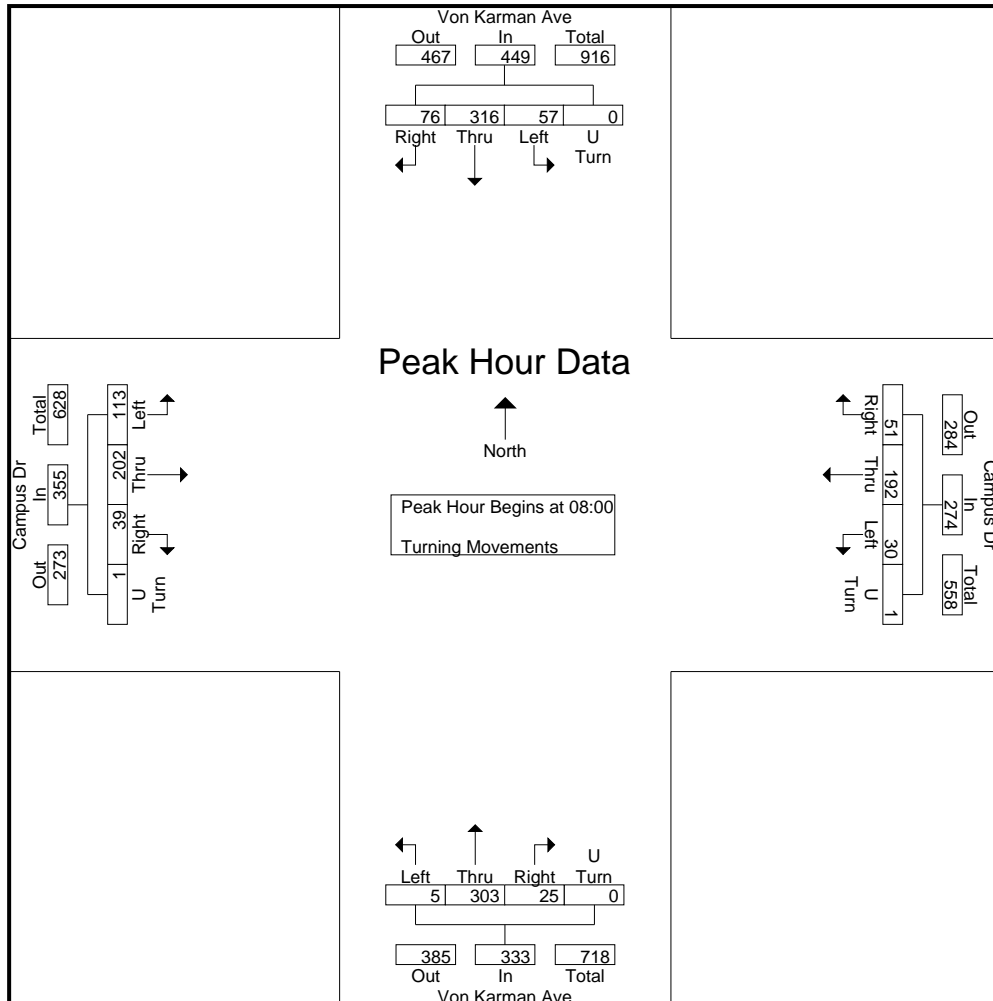 Von Karman Ave
Out In Total
467 449 916
76 316 57 0
Right Thru Left U
Turn
Peak Hour Data
North
Peak Hour Begins at 08:00
Turning Movements
Campus Dr
Out In Total
273 355 628
1 39 202 113
U Right Thru Left
Turn
Campus Dr
Out In Total
284 274 558
51 192 30 1
Right Thru Left U
Turn
U
Left Thru Right Turn
5 303 25 0
385 333 718
Out In Total
Von Karman Ave